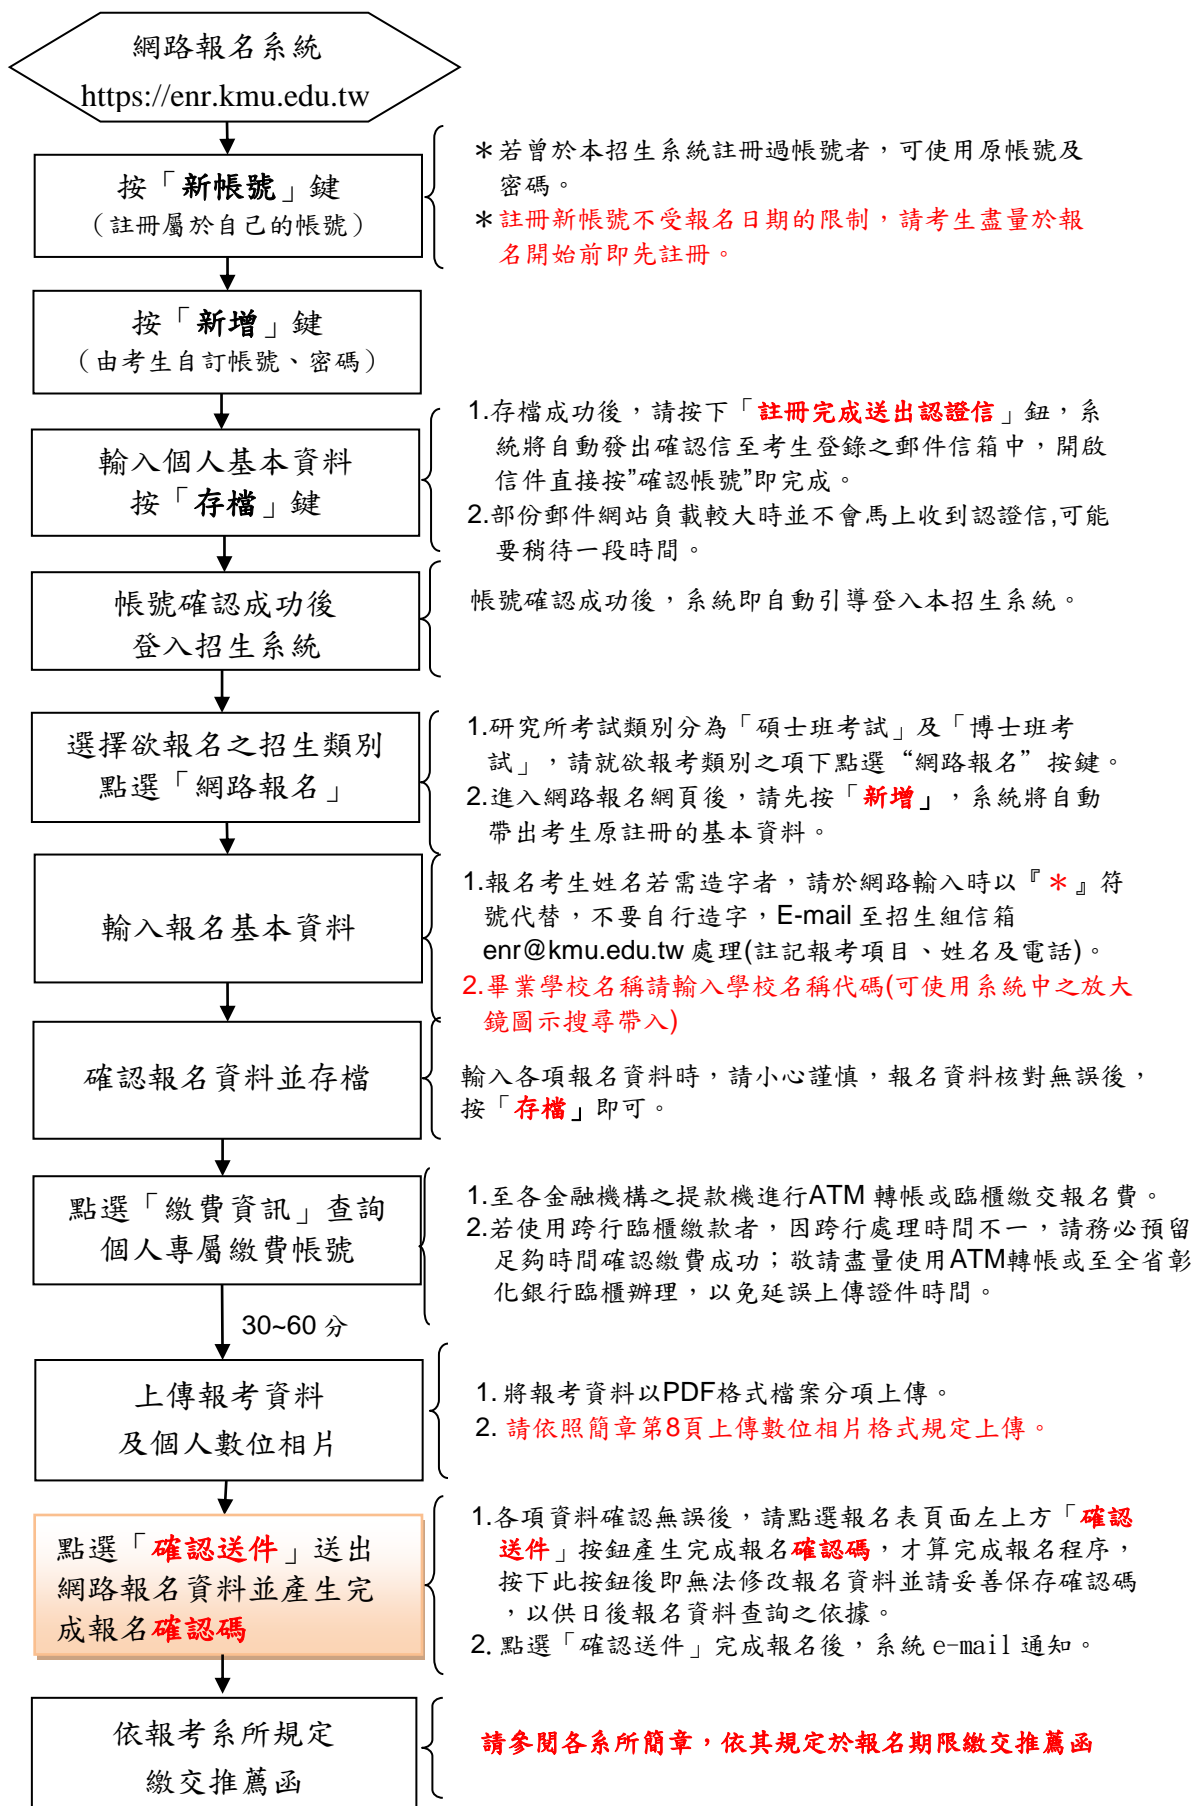 網路報名系統
https://enr.kmu.edu.tw
按「新帳號」鍵
（註冊屬於自己的帳號）
＊若曾於本招生系統註冊過帳號者，可使用原帳號及
密碼。
＊註冊新帳號不受報名日期的限制，請考生盡量於報
名開始前即先註冊。
按「新增」鍵
（由考生自訂帳號、密碼）
輸入個人基本資料
按「存檔」鍵
1.存檔成功後，請按下「註冊完成送出認證信」鈕，系
統將自動發出確認信至考生登錄之郵件信箱中，開啟
信件直接按"確認帳號"即完成。
2.部份郵件網站負載較大時並不會馬上收到認證信,可能
要稍待一段時間。
帳號確認成功後
登入招生系統
帳號確認成功後，系統即自動引導登入本招生系統。
選擇欲報名之招生類別
點選「網路報名」
1.研究所考試類別分為「碩士班考試」及「博士班考
試」，請就欲報考類別之項下點選“網路報名”按鍵。
2.進入網路報名網頁後，請先按「新增」，系統將自動
帶出考生原註冊的基本資料。
輸入報名基本資料
1.報名考生姓名若需造字者，請於網路輸入時以『＊』符
號代替，不要自行造字，E-mail 至招生組信箱
enr@kmu.edu.tw 處理(註記報考項目、姓名及電話)。
2.畢業學校名稱請輸入學校名稱代碼(可使用系統中之放大
鏡圖示搜尋帶入)
確認報名資料並存檔
輸入各項報名資料時，請小心謹慎，報名資料核對無誤後，
按「存檔」即可。
點選「繳費資訊」查詢
個人專屬繳費帳號
1.至各金融機構之提款機進行ATM 轉帳或臨櫃繳交報名費。
2.若使用跨行臨櫃繳款者，因跨行處理時間不一，請務必預留
足夠時間確認繳費成功；敬請盡量使用ATM轉帳或至全省彰
化銀行臨櫃辦理，以免延誤上傳證件時間。
30~60 分
上傳報考資料
及個人數位相片
1. 將報考資料以PDF格式檔案分項上傳。
2. 請依照簡章第8頁上傳數位相片格式規定上傳。
點選「確認送件」送出
網路報名資料並產生完
成報名確認碼
1.各項資料確認無誤後，請點選報名表頁面左上方「確認
送件」按鈕產生完成報名確認碼，才算完成報名程序，
按下此按鈕後即無法修改報名資料並請妥善保存確認碼
，以供日後報名資料查詢之依據。
2. 點選「確認送件」完成報名後，系統 e-mail 通知。
依報考系所規定
繳交推薦函
請參閱各系所簡章，依其規定於報名期限繳交推薦函